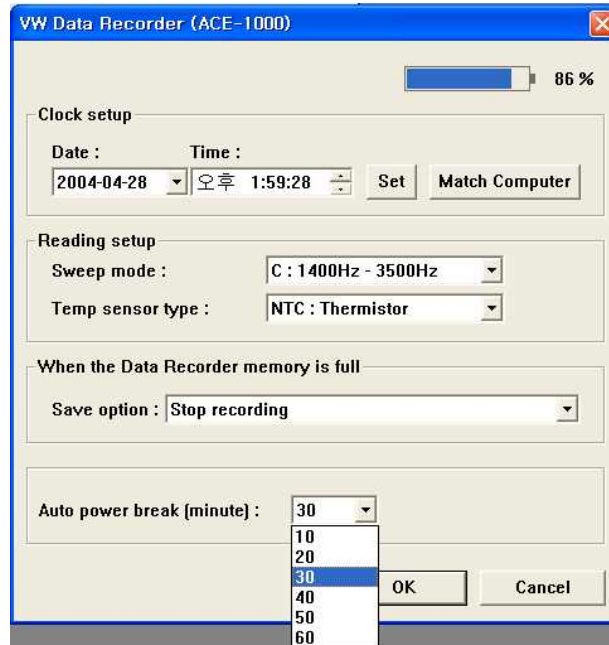 VW Data Recorder (ACE-1000)
86 %
Clock setup
Date : Time :
2004-04-28 오후 1:59:28 Set Match Computer
Reading setup
Sweep mode : C : 1400Hz - 3500Hz
Temp sensor type : NTC : Thermistor
When the Data Recorder memory is full
Save option : Stop recording
Auto power break (minute) : 30
10
20
30
40
50
60
OK Cancel